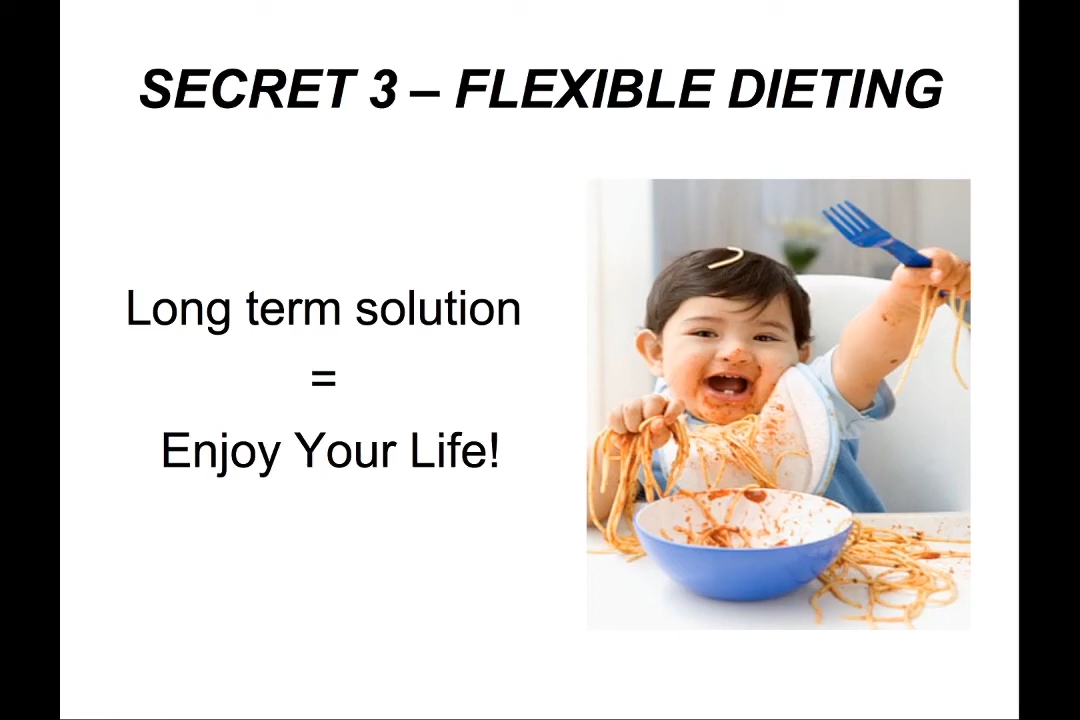 SECRET 3 – FLEXIBLE DIETING
Long term solution
=
Enjoy Your Life!